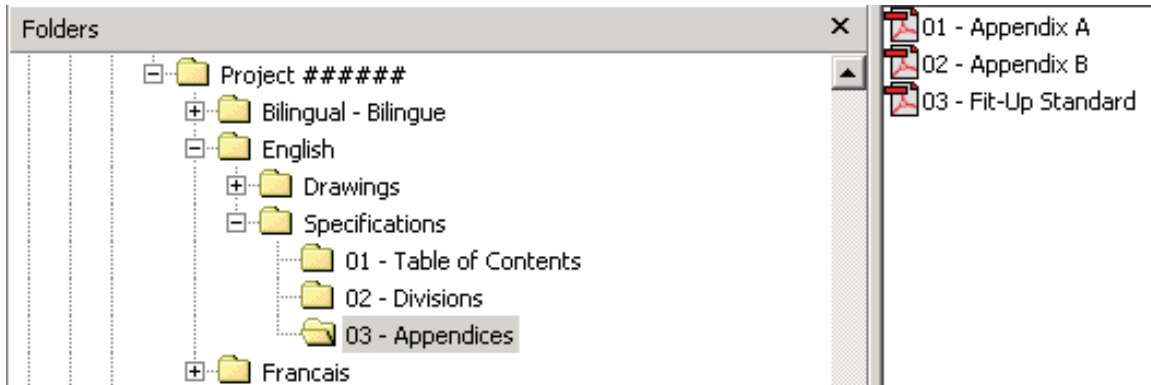 Folders
Project ######
Bilingual - Bilingue
English
Drawings
Specifications
01 - Table of Contents
02 - Divisions
03 - Appendices
Francais
01 - Appendix A
02 - Appendix B
03 - Fit-Up Standard